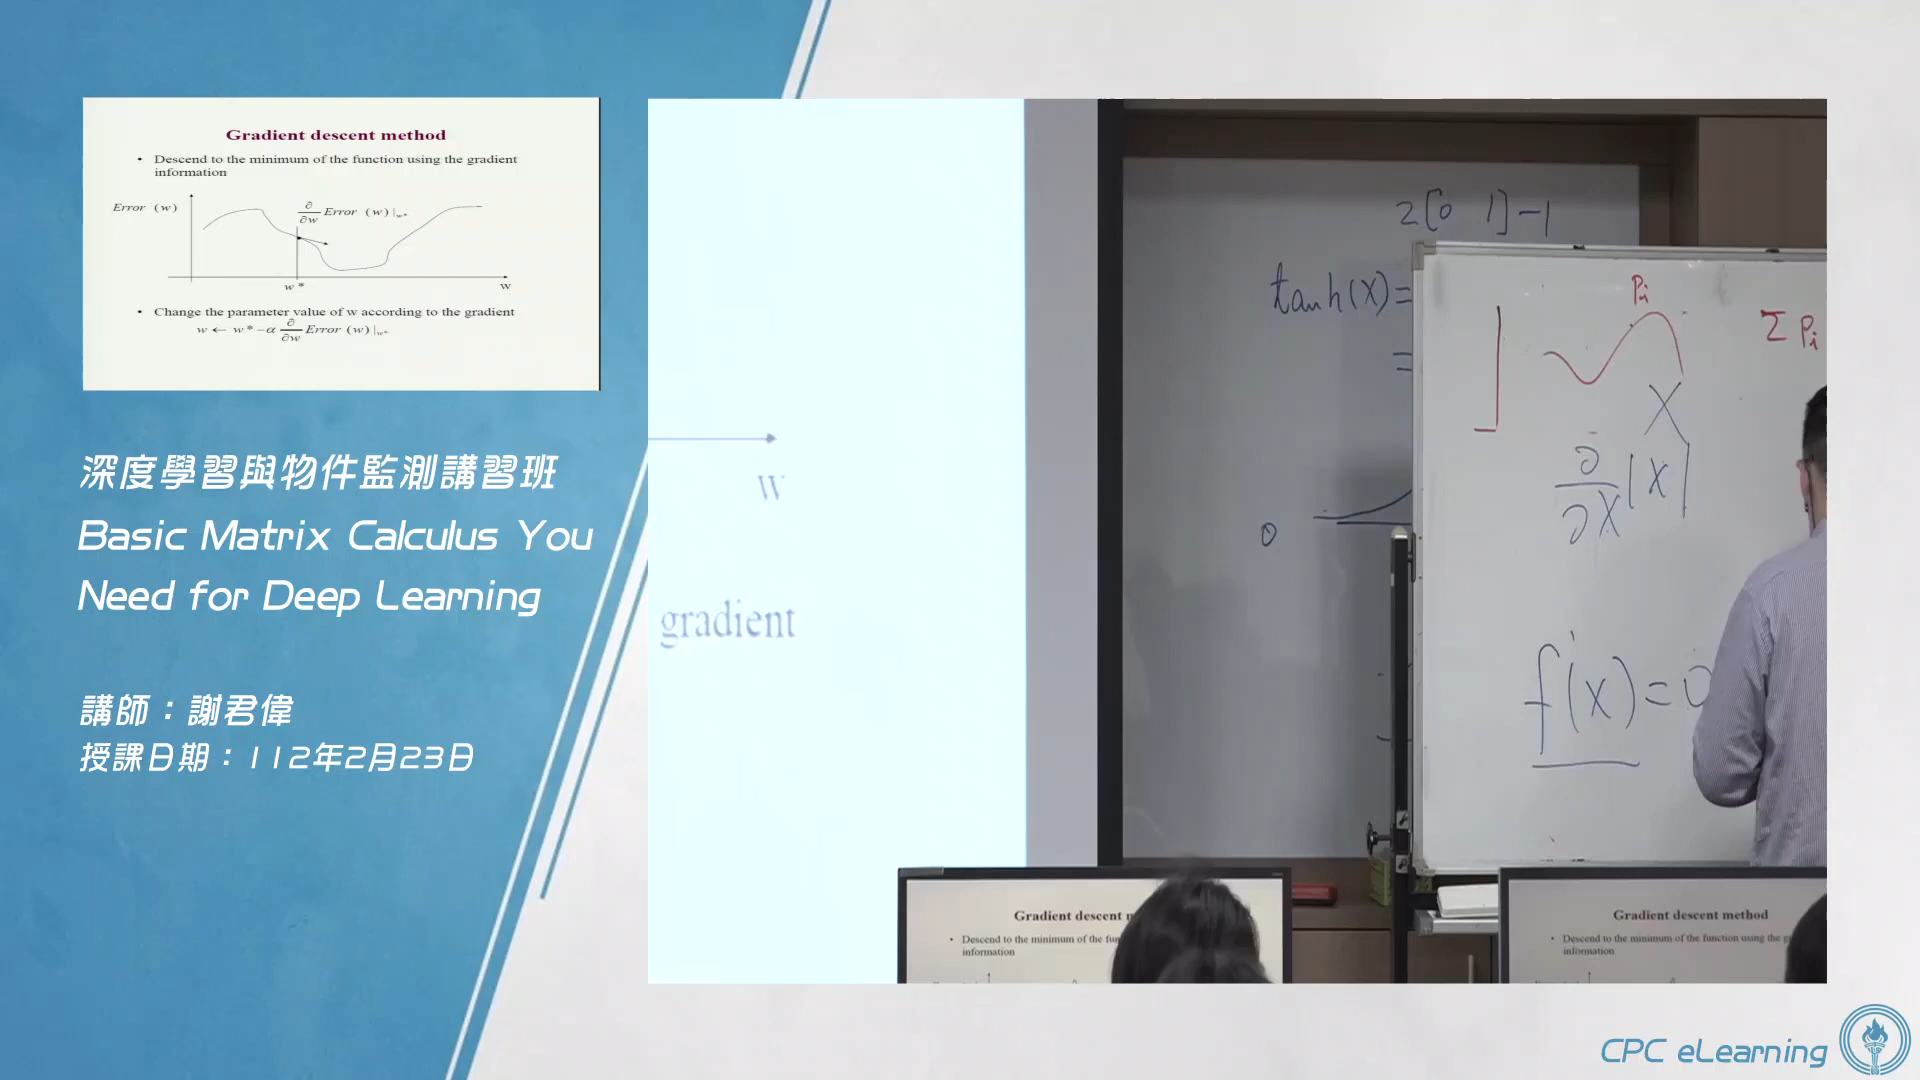 Gradient descent method
• Descend to the minimum of the function using the gradient
information
Error (w)
∂/∂w Error (w)|w*
w *
w
• Change the parameter value of w according to the gradient
w ← w * -α ∂/∂w Error (w)|w*
深度學習與物件監測講習班
Basic Matrix Calculus You
Need for Deep Learning
講師：謝君偉
授課日期：112年2月23日
w
gradient
2[0 1]-1
tanh(x)=
=
0
Pi
Σ Pi
X
∂/∂X |X|
f'(x)=0
Gradient descent
• Descend to the
information
Gradient descent method
• Descend to the minimum of the function using the
information
CPC eLearning